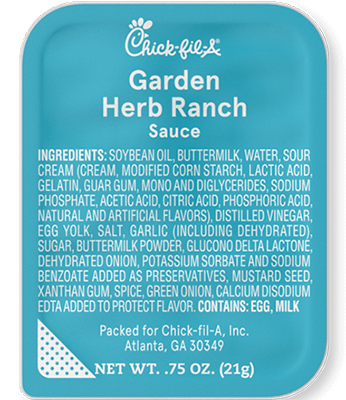 Chick-fil-A®
Garden
Herb Ranch
Sauce
INGREDIENTS: SOYBEAN OIL, BUTTERMILK, WATER, SOUR
CREAM (CREAM, MODIFIED CORN STARCH, LACTIC ACID,
GELATIN, GUAR GUM, MONO AND DIGLYCERIDES, SODIUM
PHOSPHATE, ACETIC ACID, CITRIC ACID, PHOSPHORIC ACID,
NATURAL AND ARTIFICIAL FLAVORS), DISTILLED VINEGAR,
EGG YOLK, SALT, GARLIC (INCLUDING DEHYDRATED),
SUGAR, BUTTERMILK POWDER, GLUCONO DELTA LACTONE,
DEHYDRATED ONION, POTASSIUM SORBATE AND SODIUM
BENZOATE ADDED AS PRESERVATIVES, MUSTARD SEED,
XANTHAN GUM, SPICE, GREEN ONION, CALCIUM DISODIUM
EDTA ADDED TO PROTECT FLAVOR. CONTAINS: EGG, MILK
Packed for Chick-fil-A, Inc.
Atlanta, GA 30349
NET WT. .75 OZ. (21g)